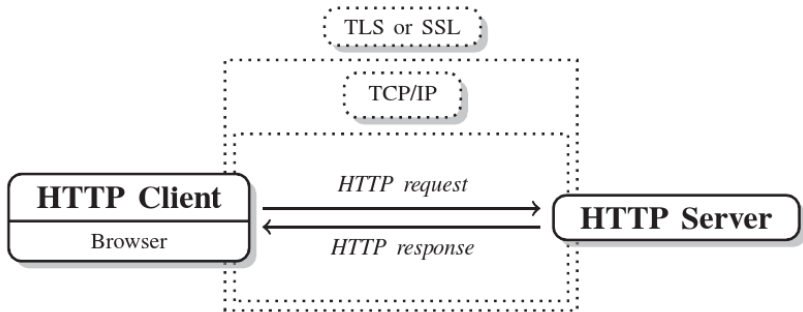 TLS or SSL
TCP/IP
HTTP request
HTTP Client
HTTP Server
Browser
HTTP response